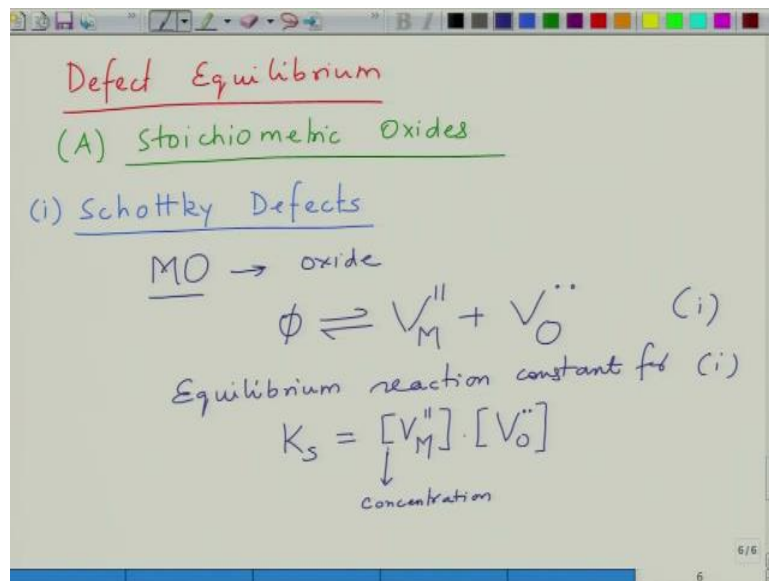 B I
Defect Equilibrium
(A) Stoichiometric Oxides
(i) Schottky Defects
MO → oxide
φ ⇌ V_M'' + V_O^.. (i)
Equilibrium reaction constant for (i)
K_s = [V_M'']·[V_O^..]
↓
Concentration
6/6
6